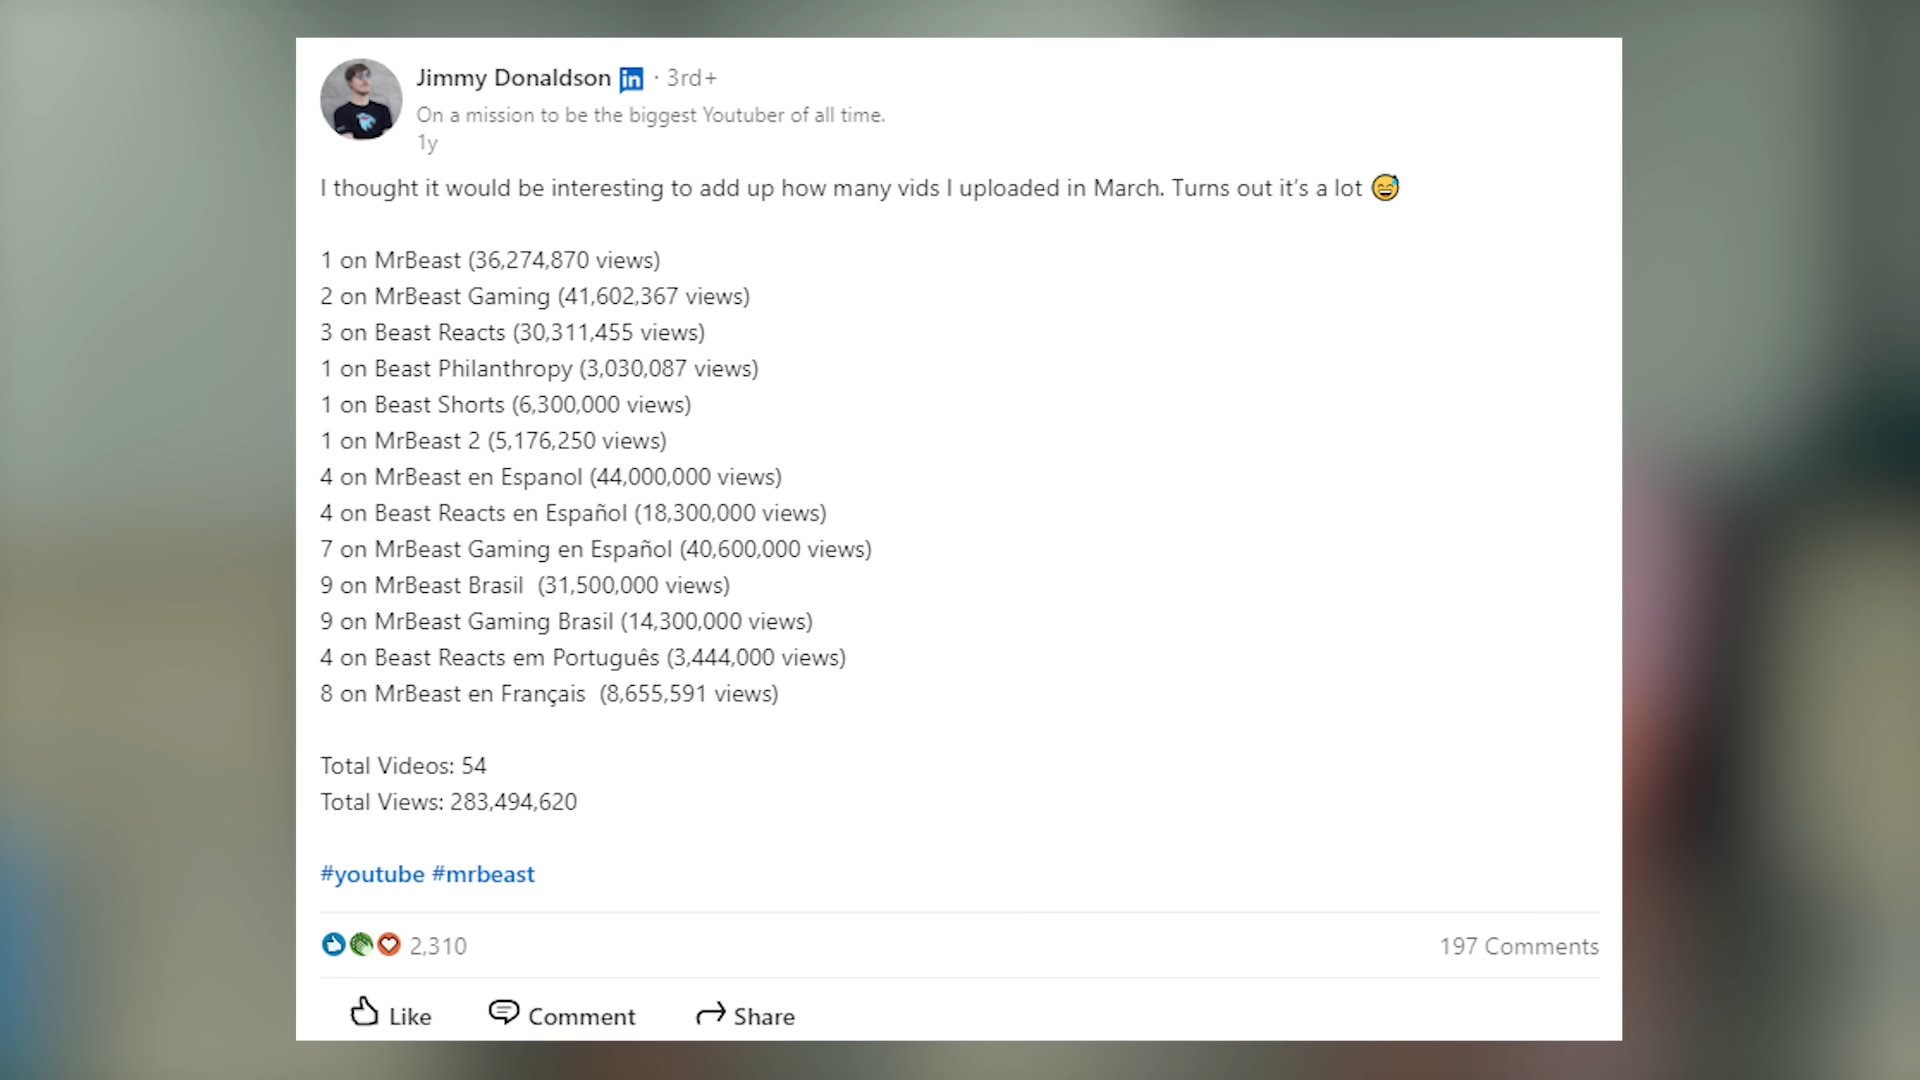 Jimmy Donaldson in · 3rd+
On a mission to be the biggest Youtuber of all time.
1y
I thought it would be interesting to add up how many vids I uploaded in March. Turns out it's a lot 😅
1 on MrBeast (36,274,870 views)
2 on MrBeast Gaming (41,602,367 views)
3 on Beast Reacts (30,311,455 views)
1 on Beast Philanthropy (3,030,087 views)
1 on Beast Shorts (6,300,000 views)
1 on MrBeast 2 (5,176,250 views)
4 on MrBeast en Espanol (44,000,000 views)
4 on Beast Reacts en Español (18,300,000 views)
7 on MrBeast Gaming en Español (40,600,000 views)
9 on MrBeast Brasil (31,500,000 views)
9 on MrBeast Gaming Brasil (14,300,000 views)
4 on Beast Reacts em Português (3,444,000 views)
8 on MrBeast en Français (8,655,591 views)
Total Videos: 54
Total Views: 283,494,620
#youtube #mrbeast
2,310 197 Comments
Like Comment Share